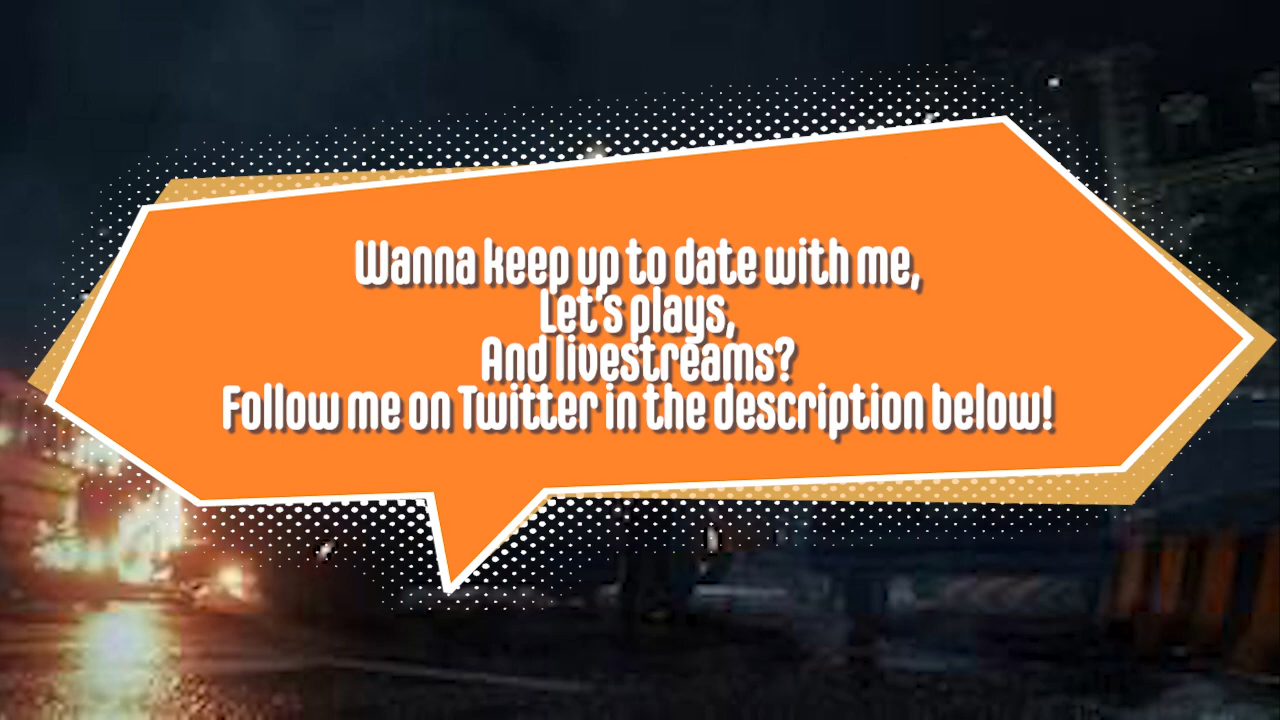 Wanna keep up to date with me,
Let's plays,
And livestreams?
Follow me on Twitter in the description below!